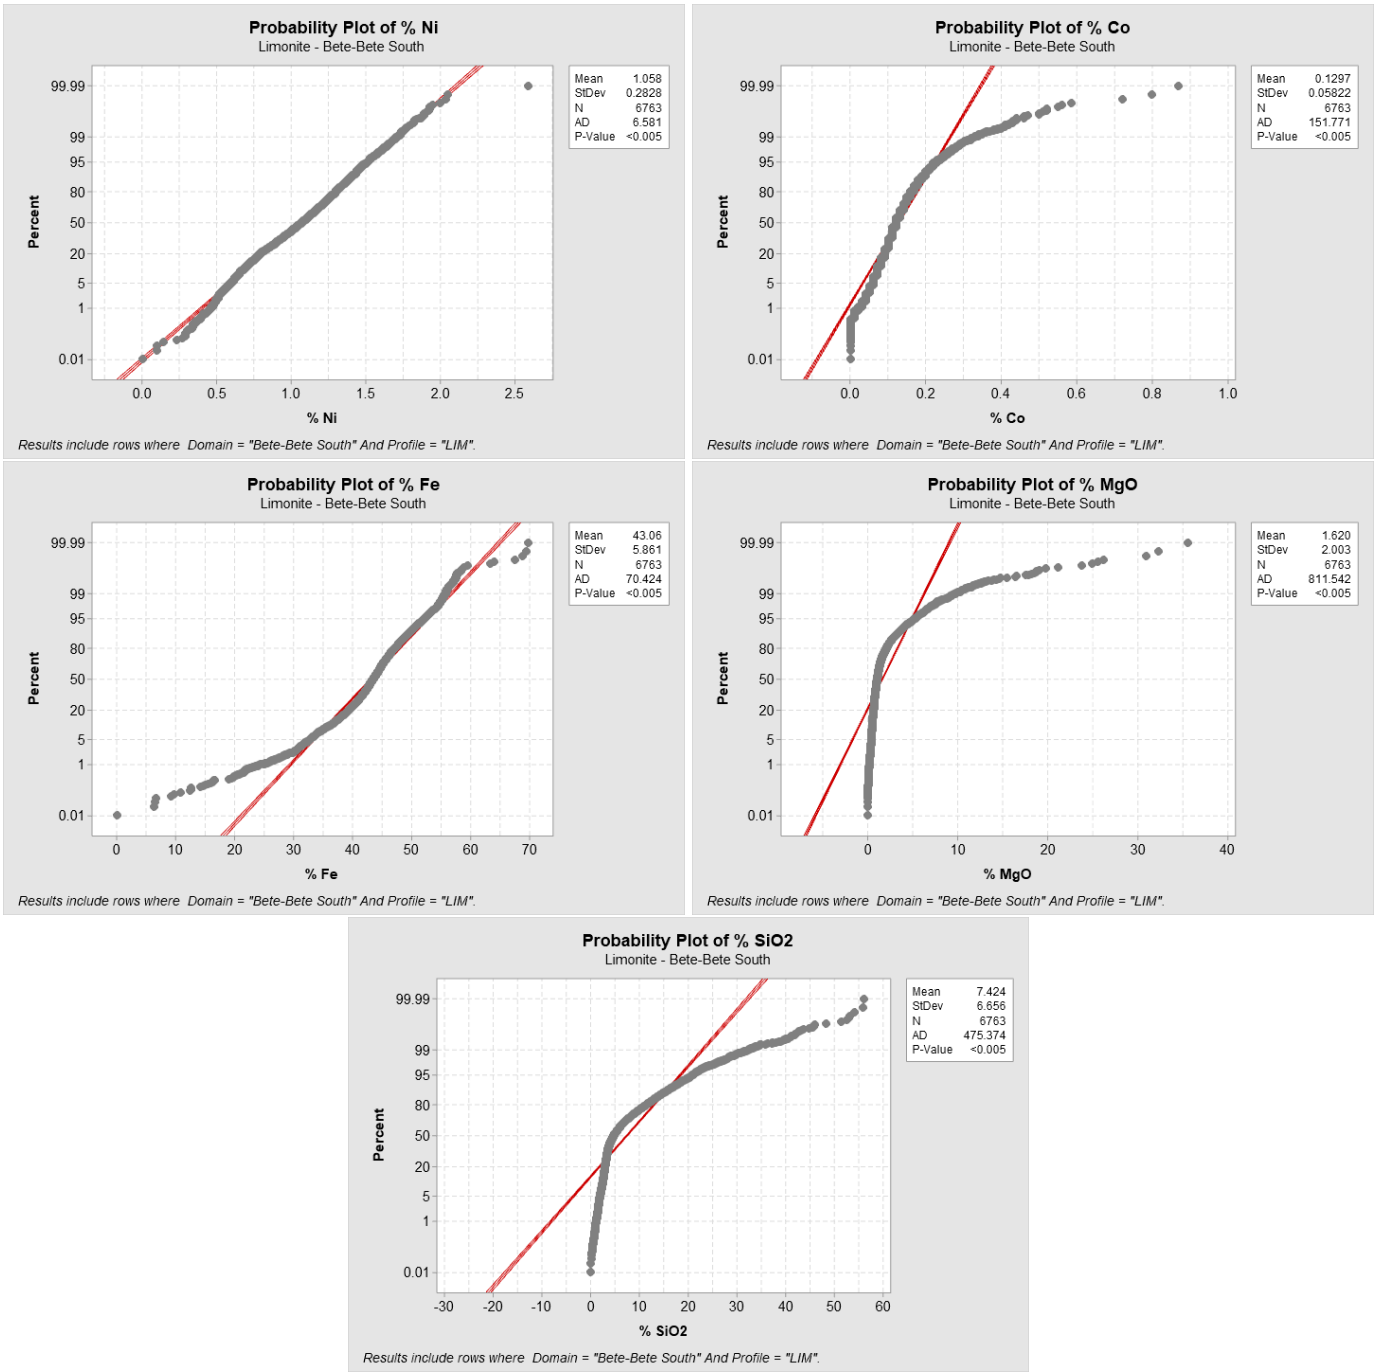 Probability Plot of % Ni
Limonite - Bete-Bete South
99.99
99
95
80
50
20
5
1
0.01
Percent
0.0 0.5 1.0 1.5 2.0 2.5
% Ni
Mean 1.058
StDev 0.2828
N 6763
AD 6.581
P-Value <0.005
Results include rows where Domain = "Bete-Bete South" And Profile = "LIM".
Probability Plot of % Co
Limonite - Bete-Bete South
99.99
99
95
80
50
20
5
1
0.01
Percent
0.0 0.2 0.4 0.6 0.8 1.0
% Co
Mean 0.1297
StDev 0.05822
N 6763
AD 151.771
P-Value <0.005
Results include rows where Domain = "Bete-Bete South" And Profile = "LIM".
Probability Plot of % Fe
Limonite - Bete-Bete South
99.99
99
95
80
50
20
5
1
0.01
Percent
0 10 20 30 40 50 60 70
% Fe
Mean 43.06
StDev 5.861
N 6763
AD 70.424
P-Value <0.005
Results include rows where Domain = "Bete-Bete South" And Profile = "LIM".
Probability Plot of % MgO
Limonite - Bete-Bete South
99.99
99
95
80
50
20
5
1
0.01
Percent
0 10 20 30 40
% MgO
Mean 1.620
StDev 2.003
N 6763
AD 811.542
P-Value <0.005
Results include rows where Domain = "Bete-Bete South" And Profile = "LIM".
Probability Plot of % SiO2
Limonite - Bete-Bete South
99.99
99
95
80
50
20
5
1
0.01
Percent
-30 -20 -10 0 10 20 30 40 50 60
% SiO2
Mean 7.424
StDev 6.656
N 6763
AD 475.374
P-Value <0.005
Results include rows where Domain = "Bete-Bete South" And Profile = "LIM".